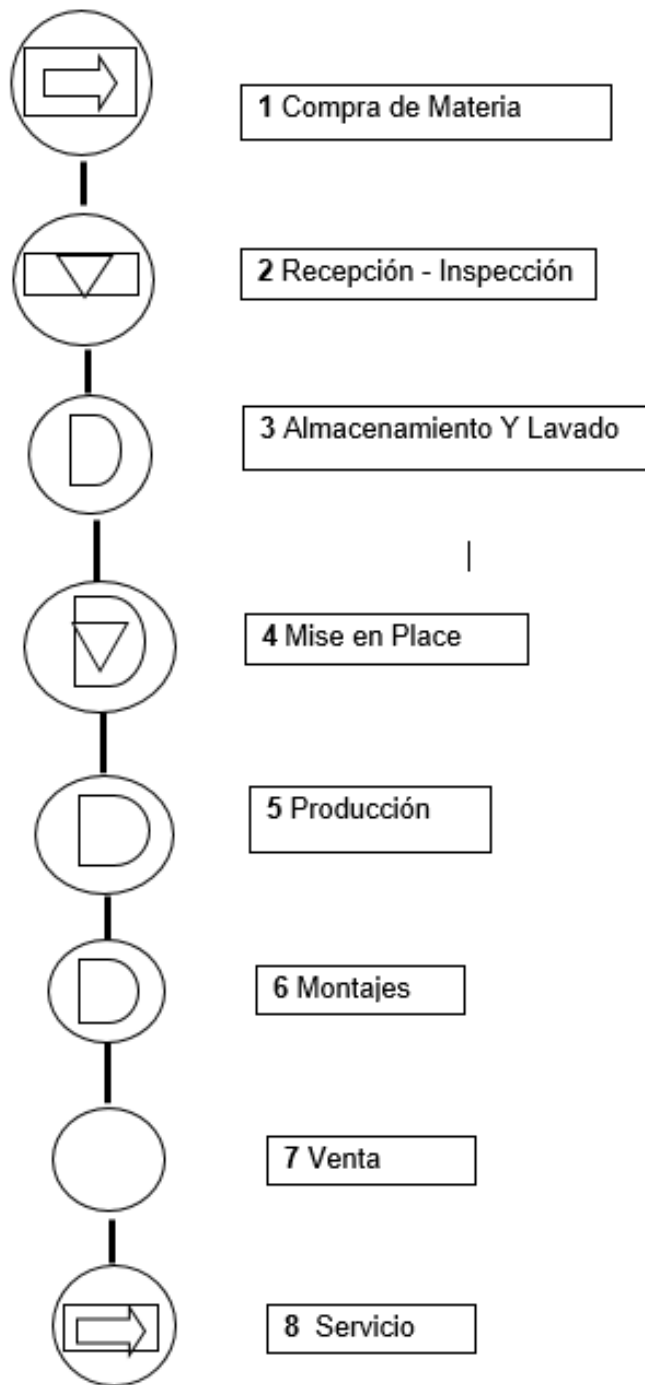 1 Compra de Materia
2 Recepción - Inspección
3 Almacenamiento Y Lavado
4 Mise en Place
5 Producción
6 Montajes
7 Venta
8 Servicio